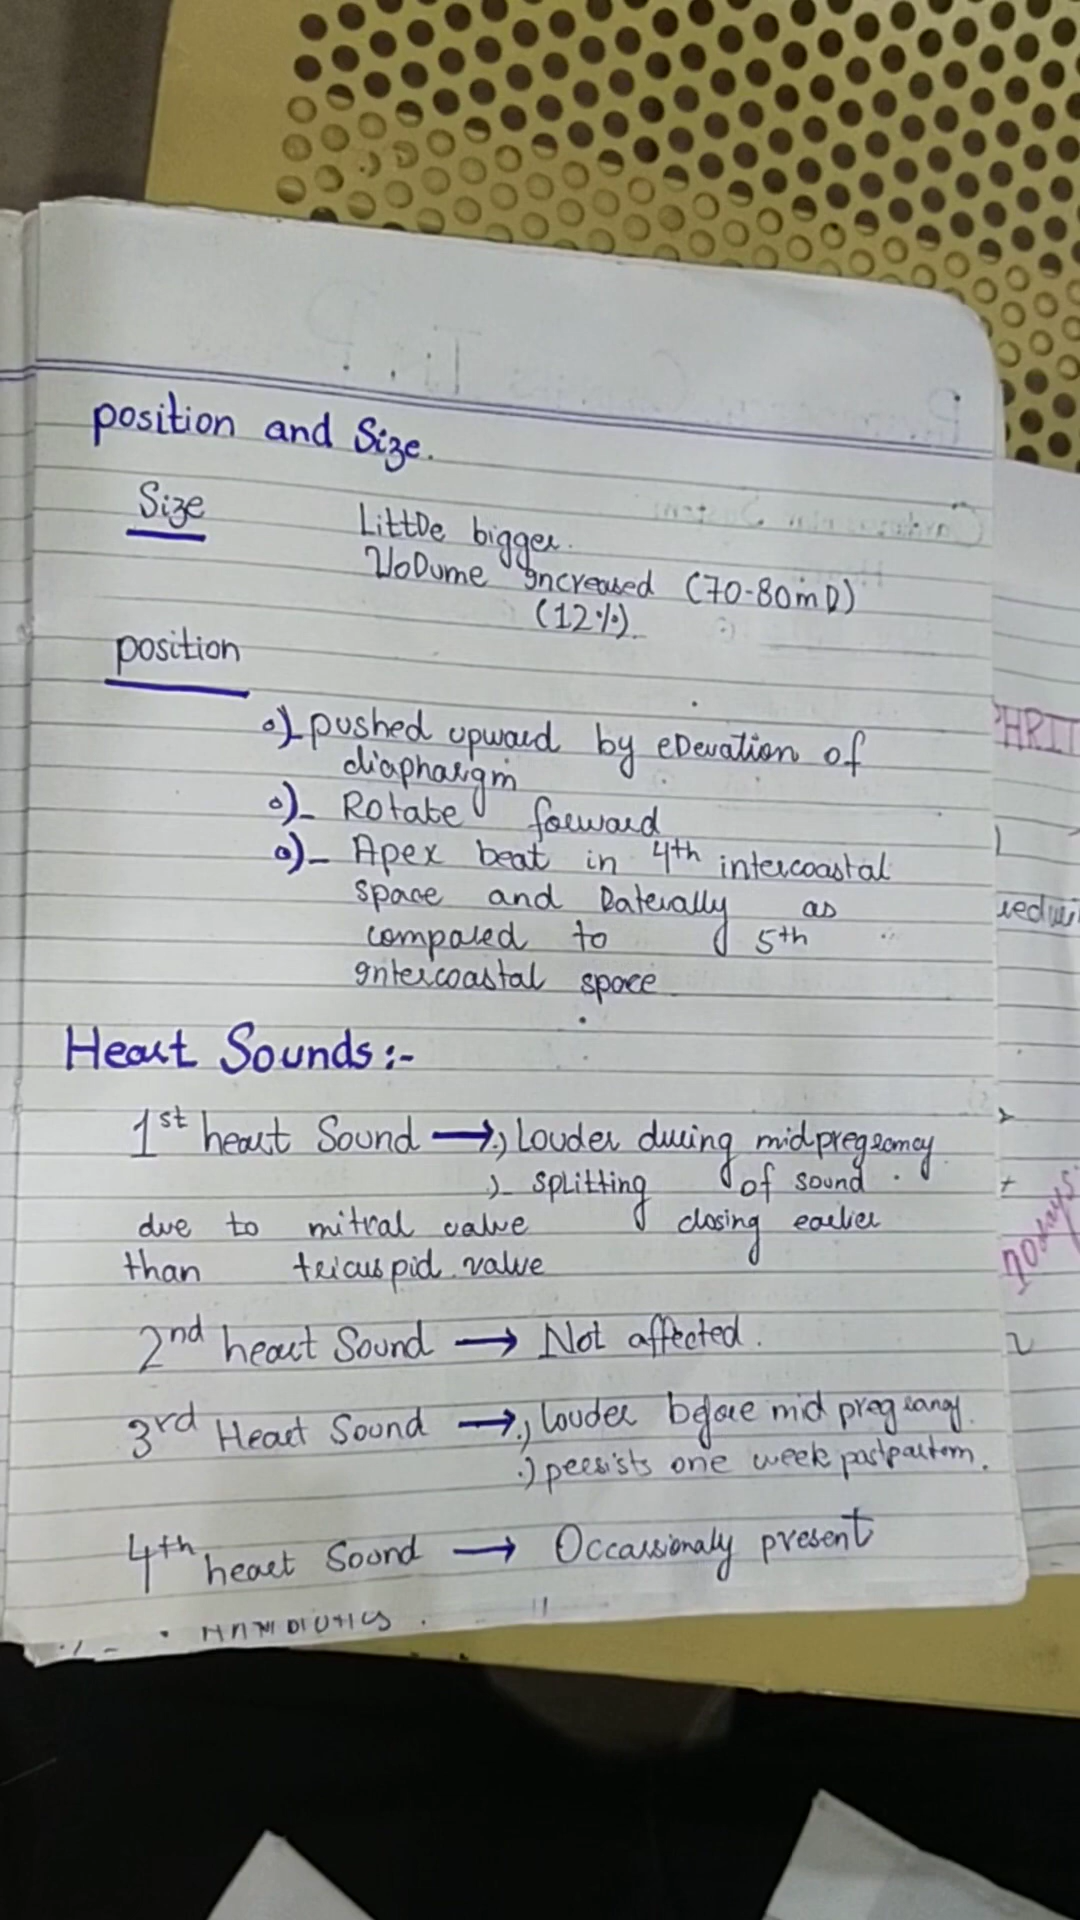 position and Size.
Size
Little bigger.
Volume increased (70-80ml)
(12%)
position
o)- pushed upward by elevation of
diaphargm
o)- Rotate forward
o)- Apex beat in 4th intercoastal
space and laterally as
compared to 5th
intercoastal space
Heart Sounds:-
1st heart Sound →.) Louder during midpregnancy
)- splitting of sound.
due to mitral valve closing earlier
than tricuspid valve
2nd heart Sound → Not affected.
3rd Heart Sound →.) louder before mid pregnancy.
.) persists one week postpartem.
4th heart Sound → Occassionaly present
PHRIT